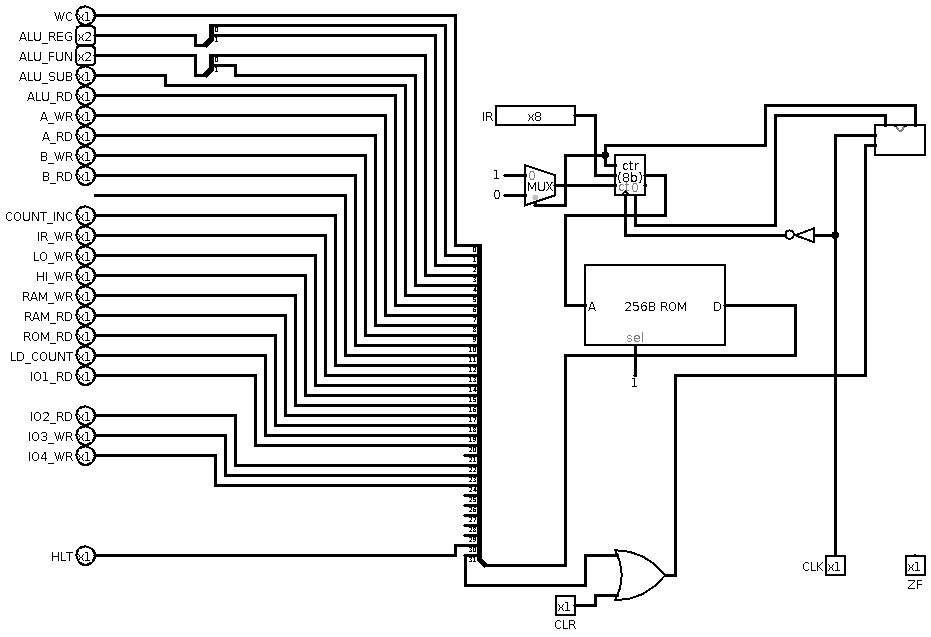 WC x1
ALU_REG x2
0
1
ALU_FUN x2
0
1
ALU_SUB x1
ALU_RD x1
A_WR x1
A_RD x1
B_WR x1
B_RD x1
COUNT_INC x1
IR_WR x1
LO_WR x1
HI_WR x1
RAM_WR x1
RAM_RD x1
ROM_RD x1
LD_COUNT x1
IO1_RD x1
IO2_RD x1
IO3_WR x1
IO4_WR x1
HLT x1
0
1
2
3
4
5
6
7
8
9
10
11
12
13
14
15
16
17
18
19
20
21
22
23
24
25
26
27
28
29
30
31
IR x8
1
0
0
MUX
ctr
(8b)
ct 0
A 256B ROM D
sel
1
CLR x1
CLK x1
x1
ZF